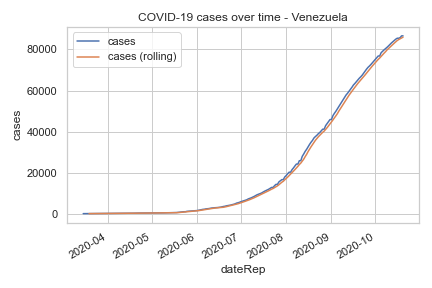 COVID-19 cases over time - Venezuela
cases
cases (rolling)
80000
60000
40000
20000
0
cases
2020-04
2020-05
2020-06
2020-07
2020-08
2020-09
2020-10
dateRep